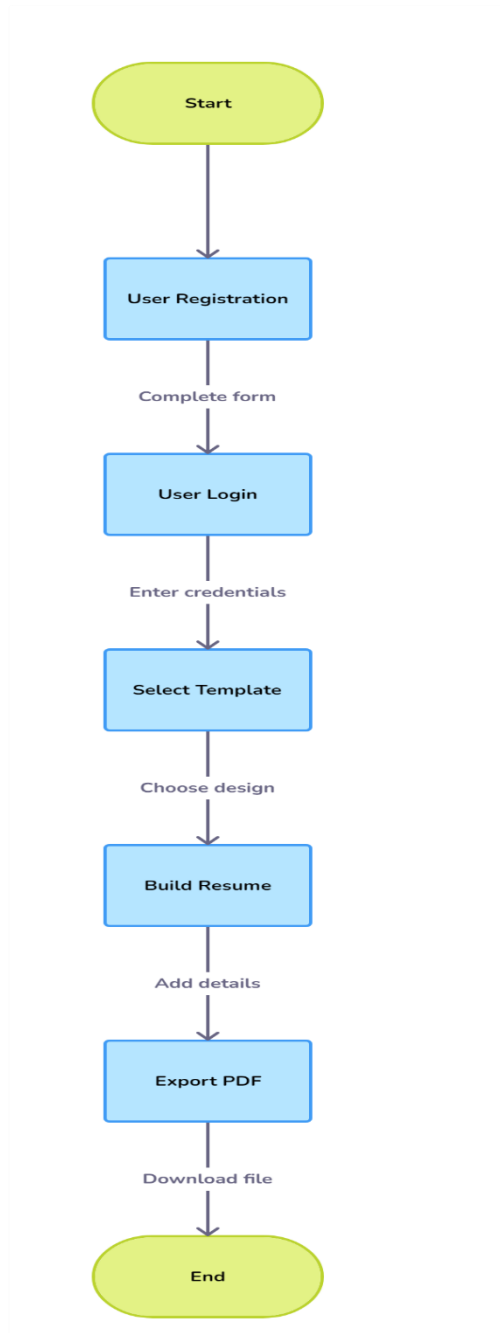 Start
User Registration
Complete form
User Login
Enter credentials
Select Template
Choose design
Build Resume
Add details
Export PDF
Download file
End